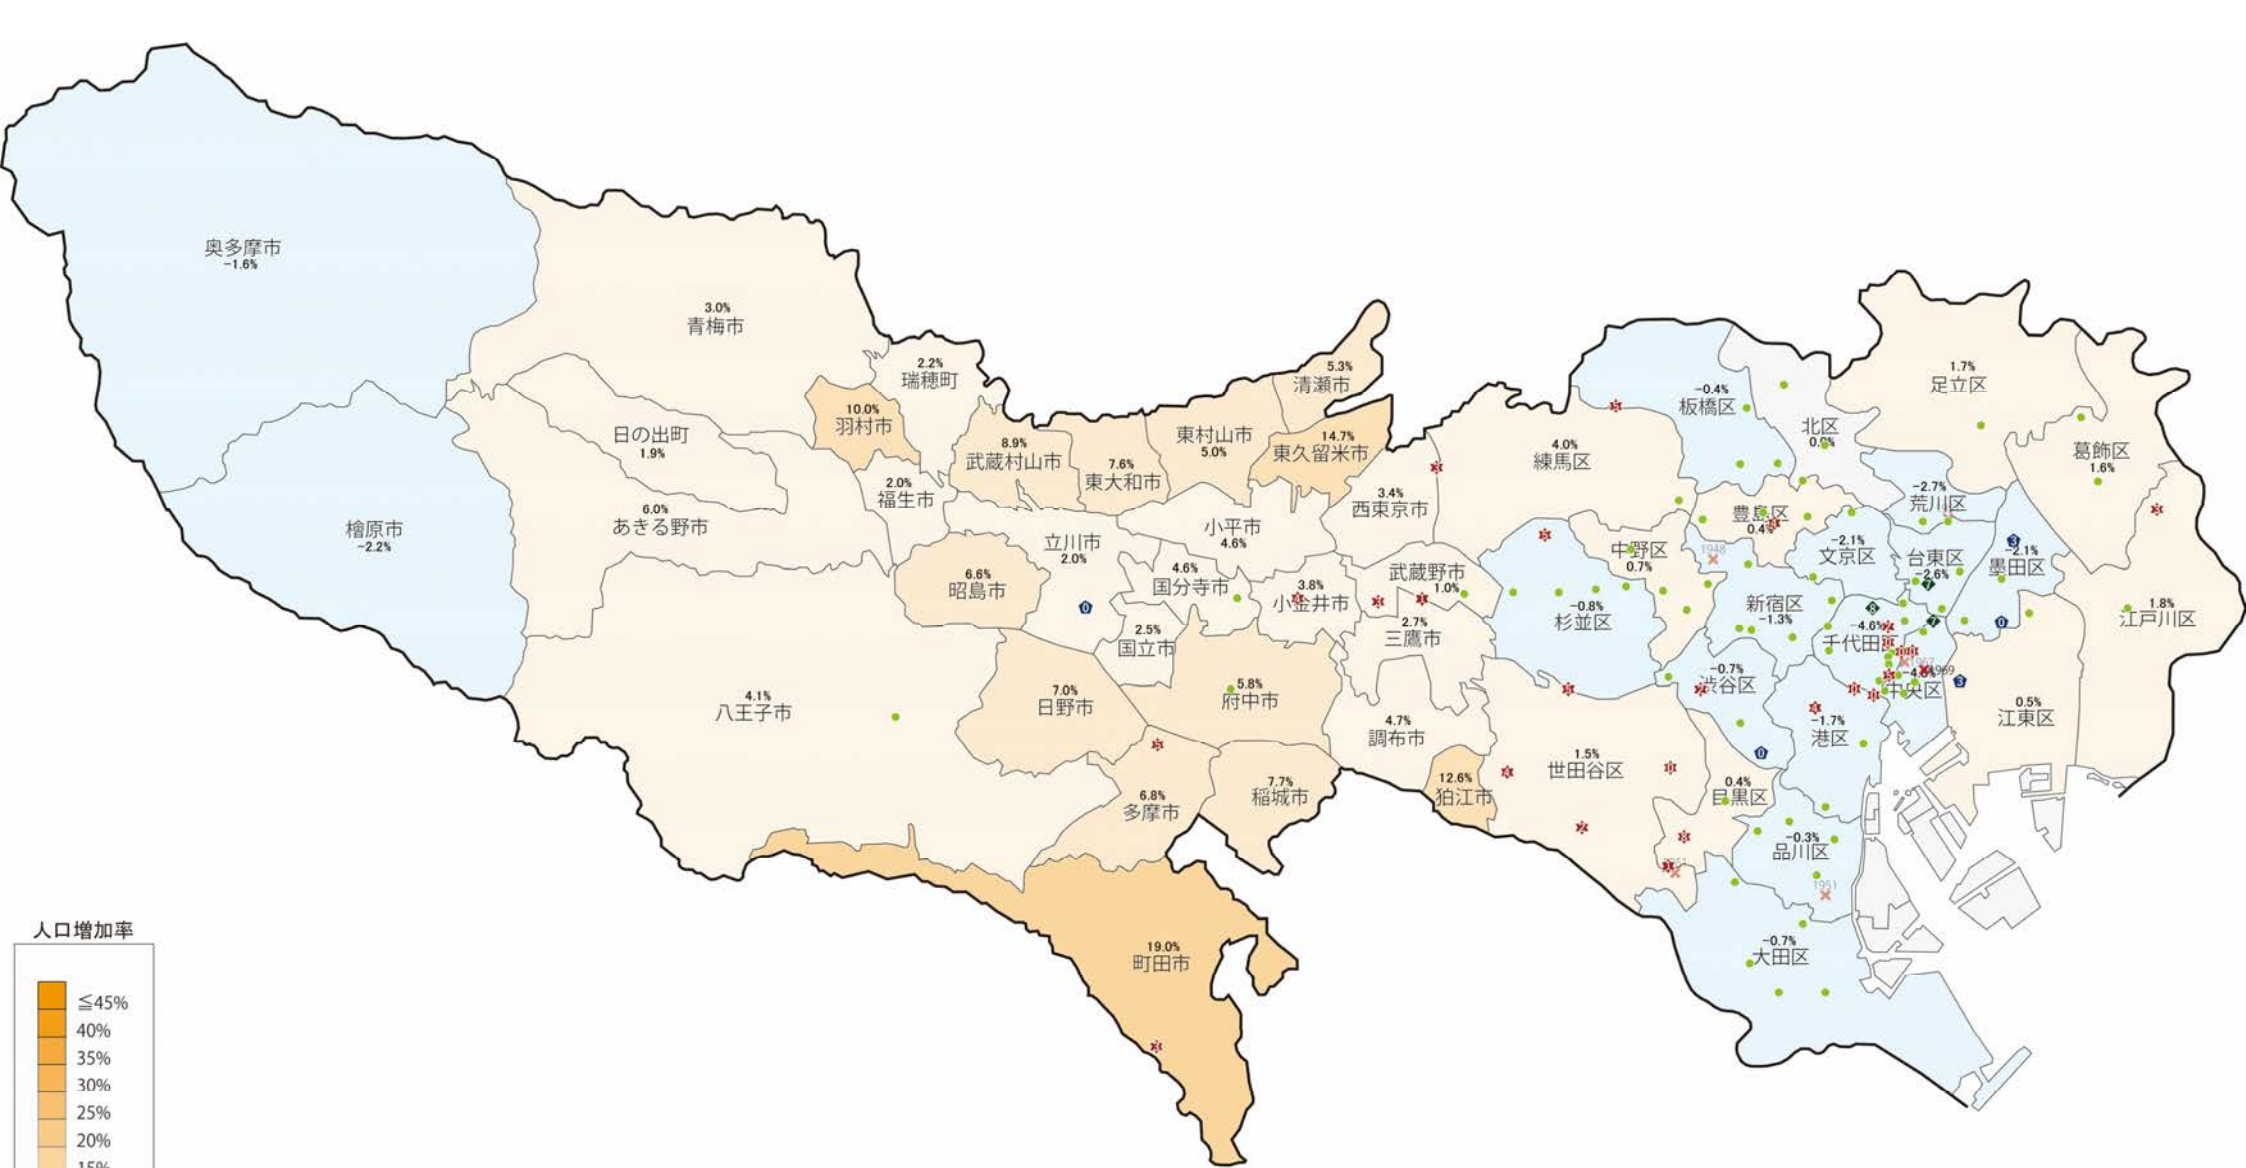 奥多摩市
−1.6%
3.0%
青梅市
2.2%
瑞穂町
5.3%
清瀬市
1.7%
足立区
−0.4%
板橋区
10.0%
羽村市
北区
日の出町
1.9%
8.9%
武蔵村山市
東村山市
5.0%
14.7%
東久留米市
7.6%
東大和市
4.0%
練馬区
葛飾区
1.6%
2.0%
福生市
3.4%
西東京市
−2.7%
荒川区
檜原市
−2.2%
6.0%
あきる野市
小平市
4.6%
豊島区
0.4%
立川市
2.0%
中野区
0.7%
1948
−2.1%
文京区
台東区
−2.6%
3
−2.1%
墨田区
6.6%
昭島市
4.6%
国分寺市
3.8%
小金井市
武蔵野市
1.0%
−0.8%
杉並区
新宿区
−1.3%
7
8
7
0
0
1.8%
江戸川区
2.5%
国立市
2.7%
三鷹市
−4.6%
千代田区
1969
中央区
3
4.1%
八王子市
7.0%
日野市
5.8%
府中市
−0.7%
渋谷区
−1.7%
港区
0.5%
江東区
4.7%
調布市
0
1.5%
世田谷区
6.8%
多摩市
7.7%
稲城市
12.6%
狛江市
0.4%
目黒区
−0.3%
品川区
1951
19.0%
町田市
−0.7%
大田区
人口増加率
≦45%
40%
35%
30%
25%
20%
15%